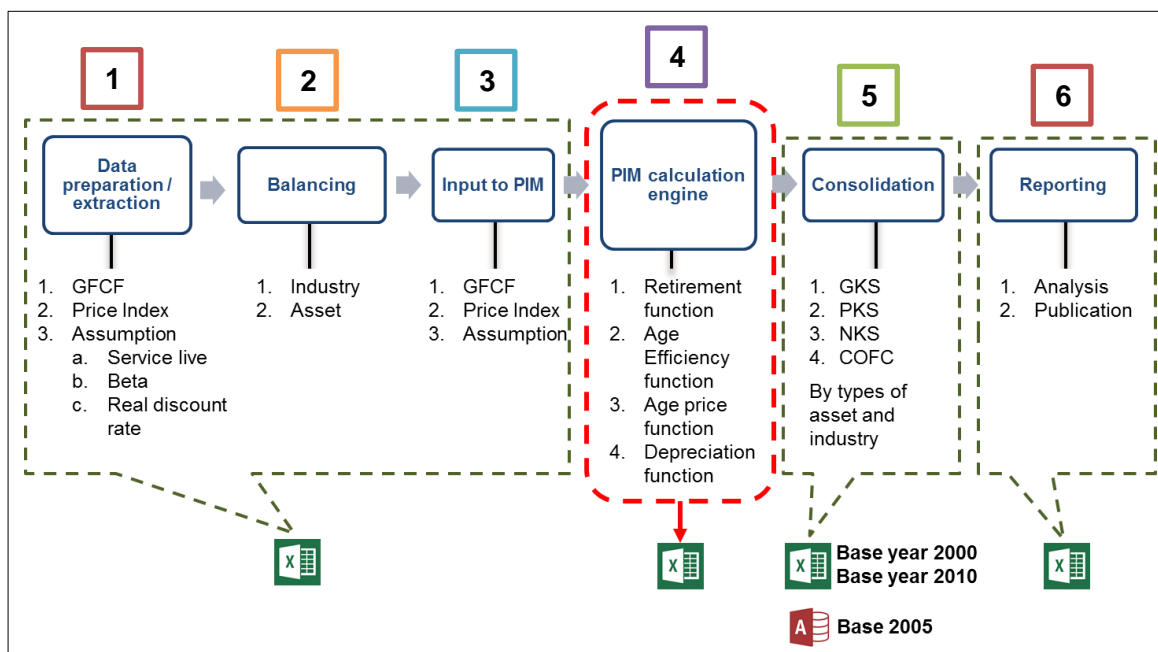 1
2
3
4
5
6
Data
preparation /
extraction
Balancing
Input to PIM
PIM calculation
engine
Consolidation
Reporting
1. GFCF
2. Price Index
3. Assumption
a. Service live
b. Beta
c. Real discount
rate
1. Industry
2. Asset
1. GFCF
2. Price Index
3. Assumption
1. Retirement
function
2. Age
Efficiency
function
3. Age price
function
4. Depreciation
function
1. GKS
2. PKS
3. NKS
4. COFC
By types of
asset and
industry
1. Analysis
2. Publication
X
X
X
Base year 2000
Base year 2010
X
A
Base 2005